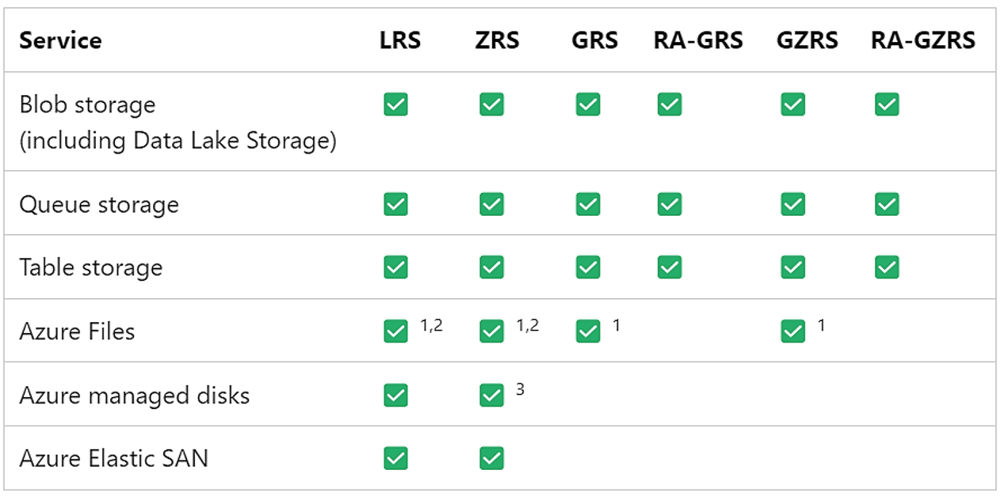 Service LRS ZRS GRS RA-GRS GZRS RA-GZRS
Blob storage
(including Data Lake Storage)
Queue storage
Table storage
Azure Files 1,2 1,2 1 1
Azure managed disks 3
Azure Elastic SAN